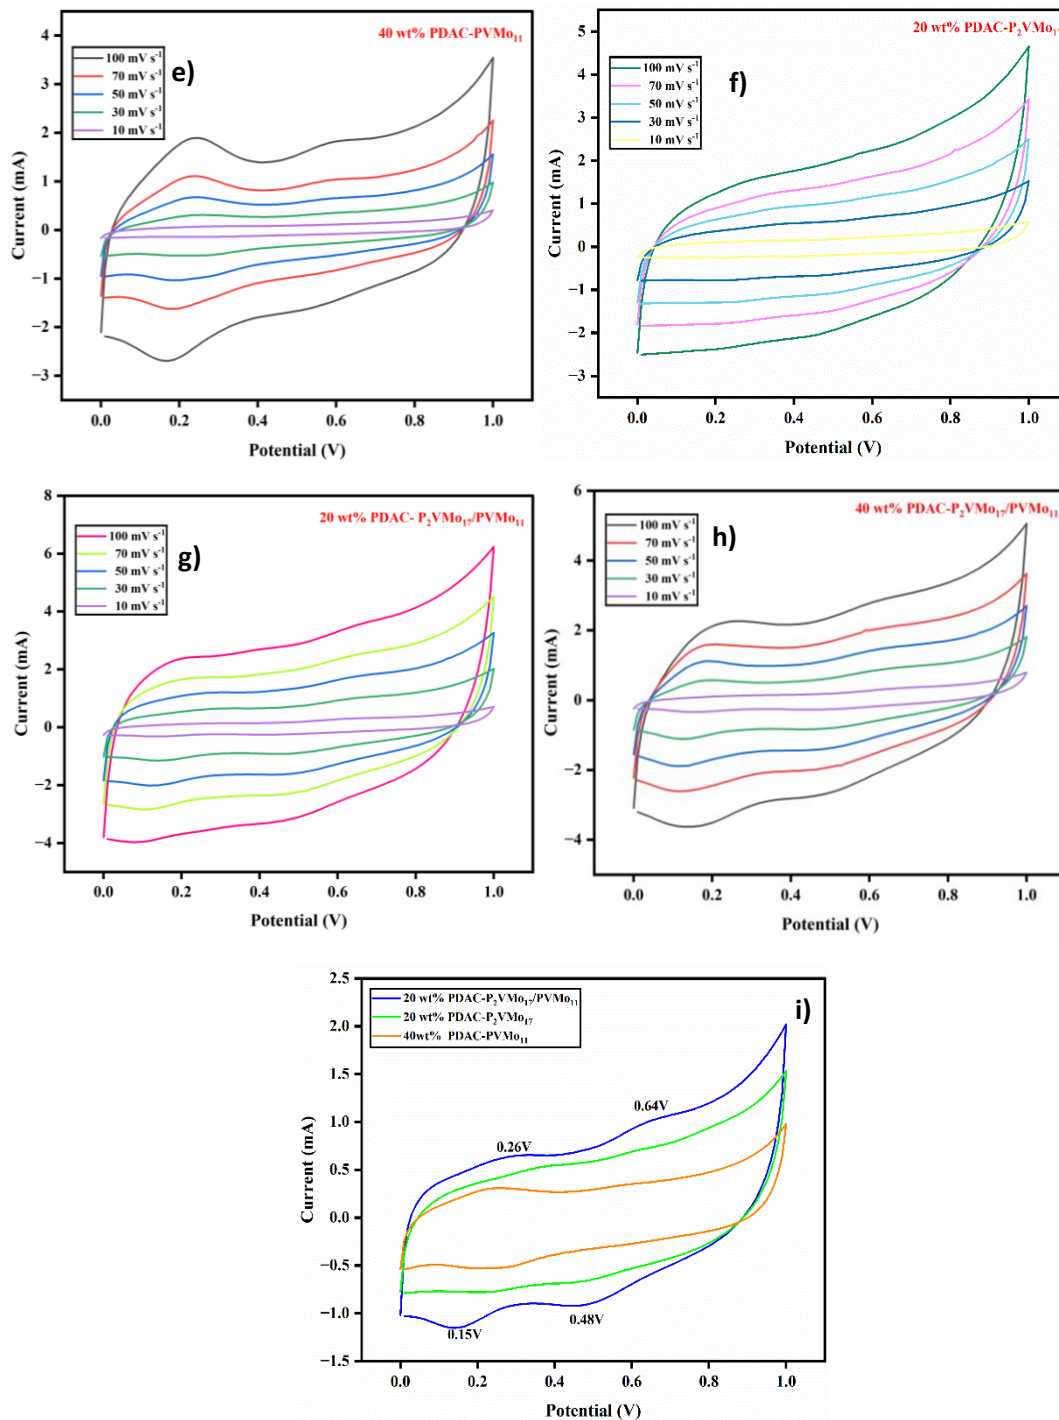 40 wt% PDAC-PVMo₁₁
e)
100 mV s⁻¹
70 mV s⁻¹
50 mV s⁻¹
30 mV s⁻¹
10 mV s⁻¹
4
3
2
1
0
−1
−2
−3
Current (mA)
0.0 0.2 0.4 0.6 0.8 1.0
Potential (V)
20 wt% PDAC-P₂VMo₁
f)
100 mV s⁻¹
70 mV s⁻¹
50 mV s⁻¹
30 mV s⁻¹
10 mV s⁻¹
5
4
3
2
1
0
−1
−2
−3
Current (mA)
0.0 0.2 0.4 0.6 0.8 1.0
Potential (V)
20 wt% PDAC- P₂VMo₁₇/PVMo₁₁
g)
100 mV s⁻¹
70 mV s⁻¹
50 mV s⁻¹
30 mV s⁻¹
10 mV s⁻¹
8
6
4
2
0
−2
−4
Current (mA)
0.0 0.2 0.4 0.6 0.8 1.0
Potential (V)
40 wt% PDAC-P₂VMo₁₇/PVMo₁₁
h)
100 mV s⁻¹
70 mV s⁻¹
50 mV s⁻¹
30 mV s⁻¹
10 mV s⁻¹
6
4
2
0
−2
−4
Current (mA)
0.0 0.2 0.4 0.6 0.8 1.0
Potential (V)
20 wt% PDAC-P₂VMo₁₇/PVMo₁₁
20 wt% PDAC-P₂VMo₁₇
40wt% PDAC-PVMo₁₁
i)
2.5
2.0
1.5
1.0
0.5
0.0
−0.5
−1.0
−1.5
Current (mA)
0.64V
0.26V
0.15V
0.48V
0.0 0.2 0.4 0.6 0.8 1.0
Potential (V)